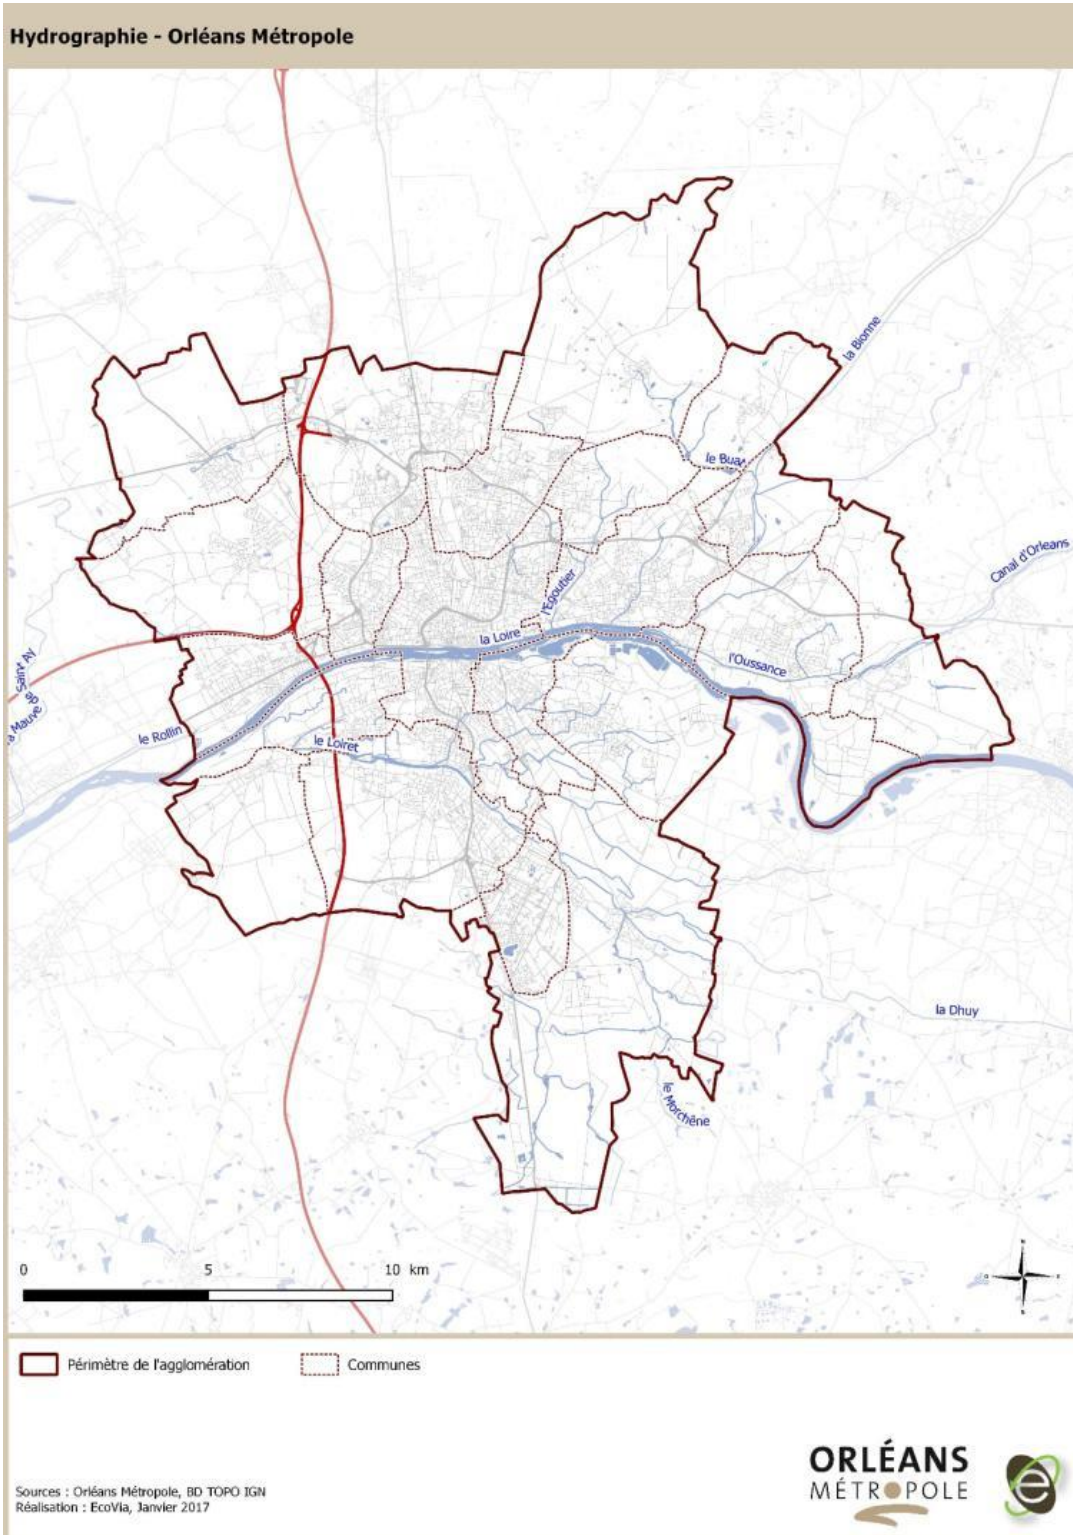 Hydrographie - Orléans Métropole
la Bionne
le Buar
Canal d'Orleans
l'Egoutier
la Loire
l'Oussance
Saint Ay
la Mauve de
le Rollin
le Loiret
la Dhuy
le Morchêne
0 5 10 km
N
O E
S
Périmètre de l'agglomération Communes
ORLÉANS
MÉTROPOLE
e
Sources : Orléans Métropole, BD TOPO IGN
Réalisation : EcoVia, Janvier 2017